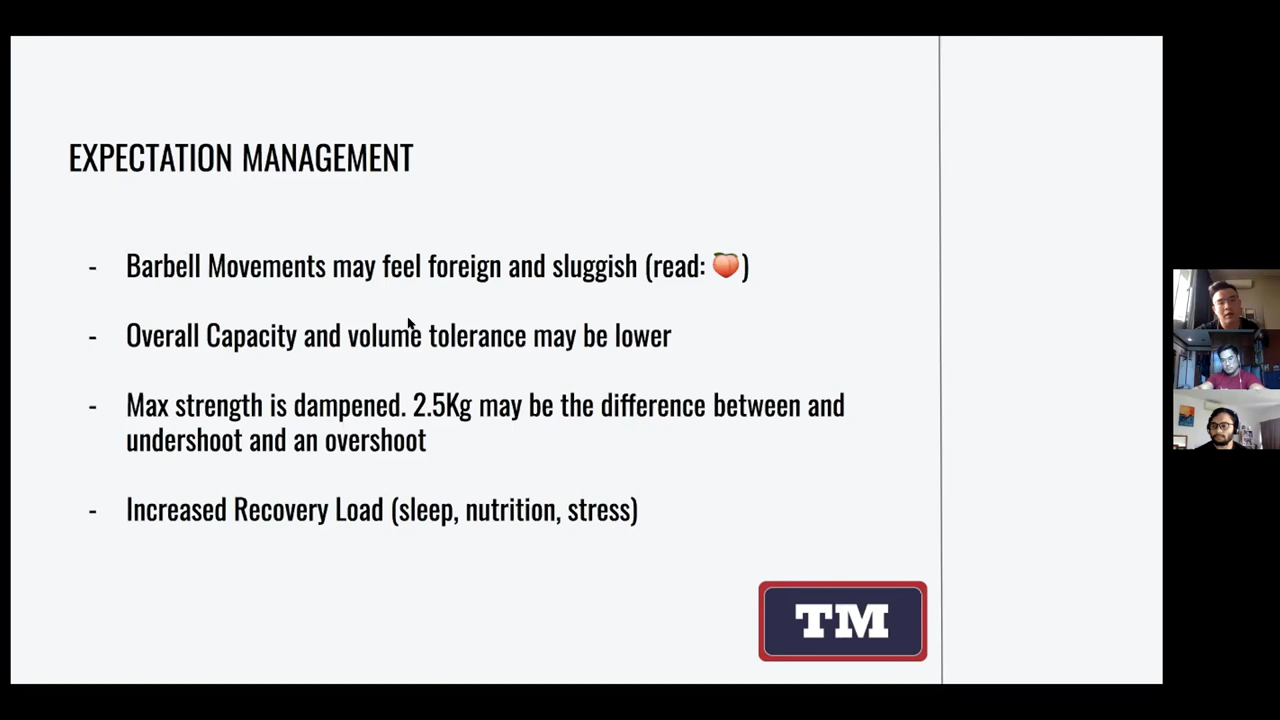 EXPECTATION MANAGEMENT
- Barbell Movements may feel foreign and sluggish (read: 🍑)
- Overall Capacity and volume tolerance may be lower
- Max strength is dampened. 2.5Kg may be the difference between and
undershoot and an overshoot
- Increased Recovery Load (sleep, nutrition, stress)
TM